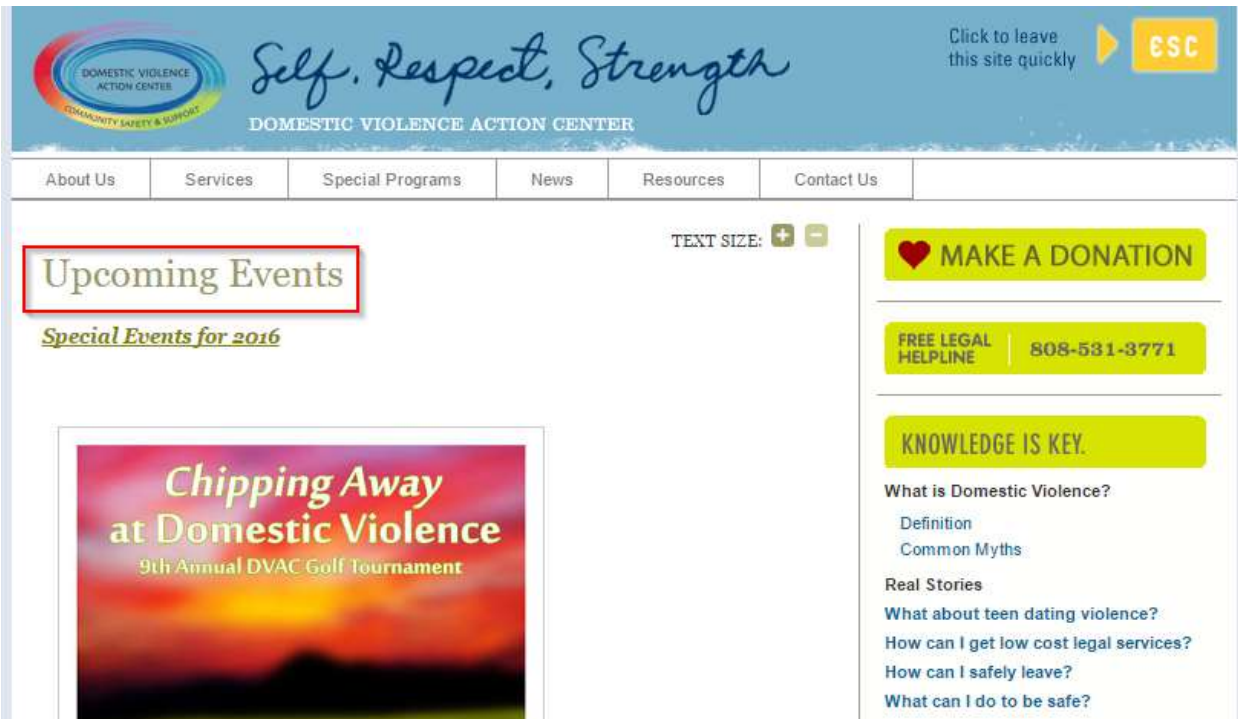 DOMESTIC VIOLENCE
ACTION CENTER
COMMUNITY SAFETY & SUPPORT
Self. Respect, Strength
DOMESTIC VIOLENCE ACTION CENTER
Click to leave
this site quickly
ESC
About Us Services Special Programs News Resources Contact Us
TEXT SIZE: + −
Upcoming Events
Special Events for 2016
Chipping Away
at Domestic Violence
9th Annual DVAC Golf Tournament
MAKE A DONATION
FREE LEGAL
HELPLINE
808-531-3771
KNOWLEDGE IS KEY.
What is Domestic Violence?
Definition
Common Myths
Real Stories
What about teen dating violence?
How can I get low cost legal services?
How can I safely leave?
What can I do to be safe?